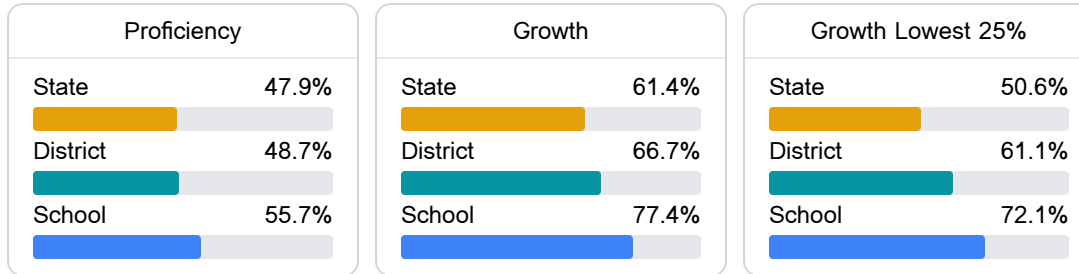 Proficiency
State 47.9%
District 48.7%
School 55.7%
Growth
State 61.4%
District 66.7%
School 77.4%
Growth Lowest 25%
State 50.6%
District 61.1%
School 72.1%